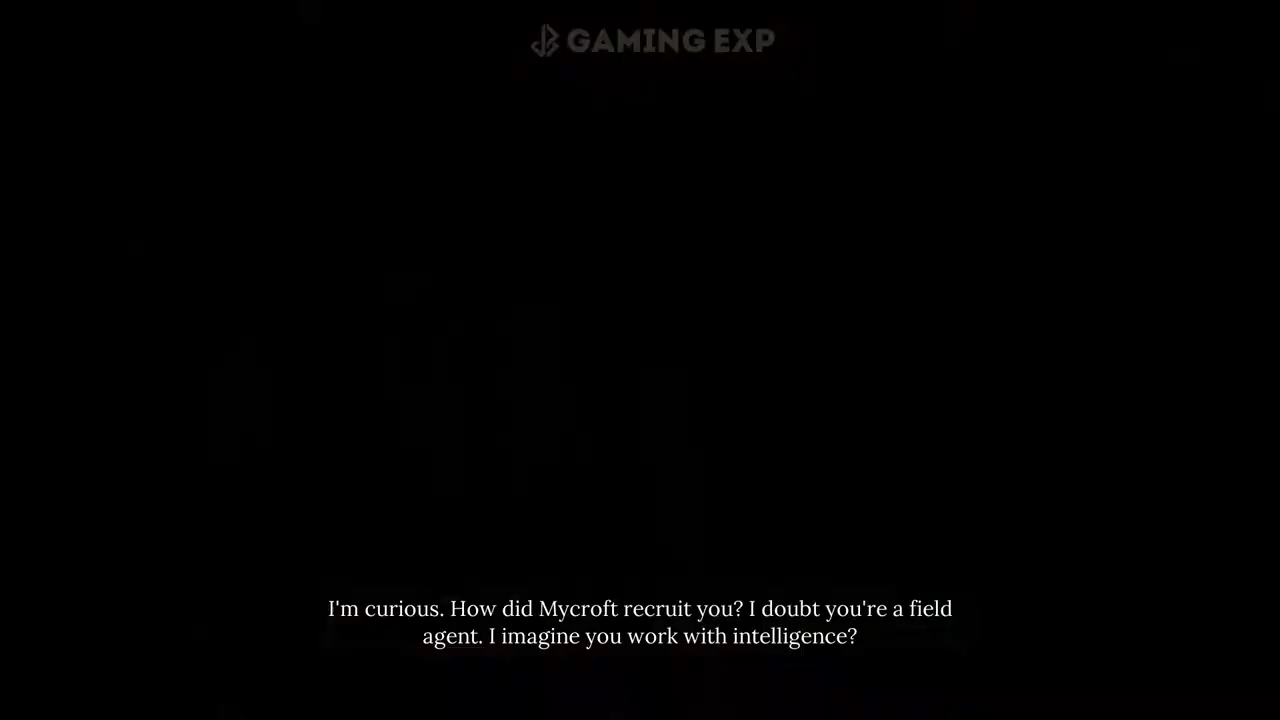 GAMING EXP
I'm curious. How did Mycroft recruit you? I doubt you're a field
agent. I imagine you work with intelligence?